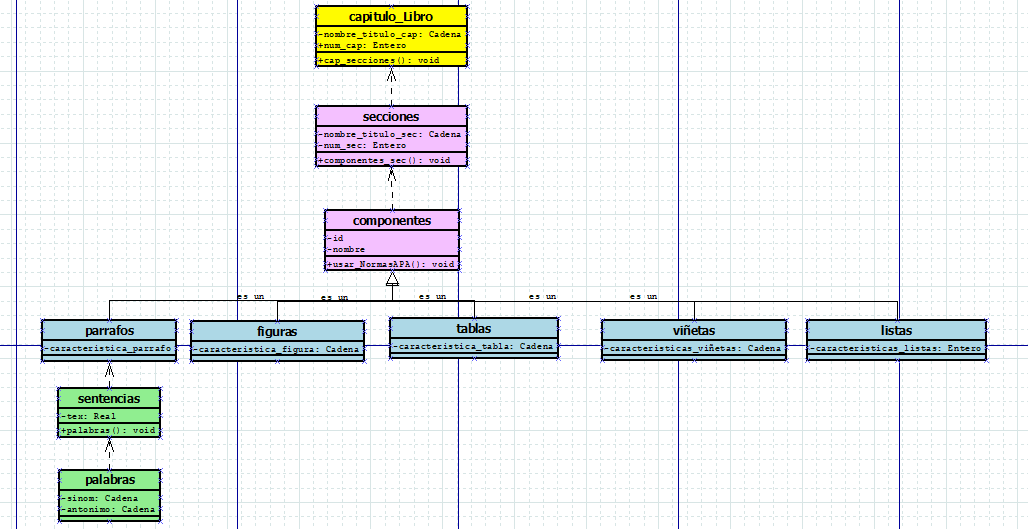 capitulo_Libro
-nombre_titulo_cap: Cadena
+num_cap: Entero
+cap_secciones(): void
secciones
-nombre_titulo_sec: Cadena
-num_sec: Entero
+componentes_sec(): void
componentes
-id
-nombre
+usar_NormasAPA(): void
es un es un es un es un es un
parrafos
-caracteristica_parrafo
figuras
-caracteristica_figura: Cadena
tablas
-caracteristica_tabla: Cadena
viñetas
-caracteristicas_viñetas: Cadena
listas
-caracteristicas_listas: Entero
sentencias
-tex: Real
+palabras(): void
palabras
-sinom: Cadena
-antonimo: Cadena